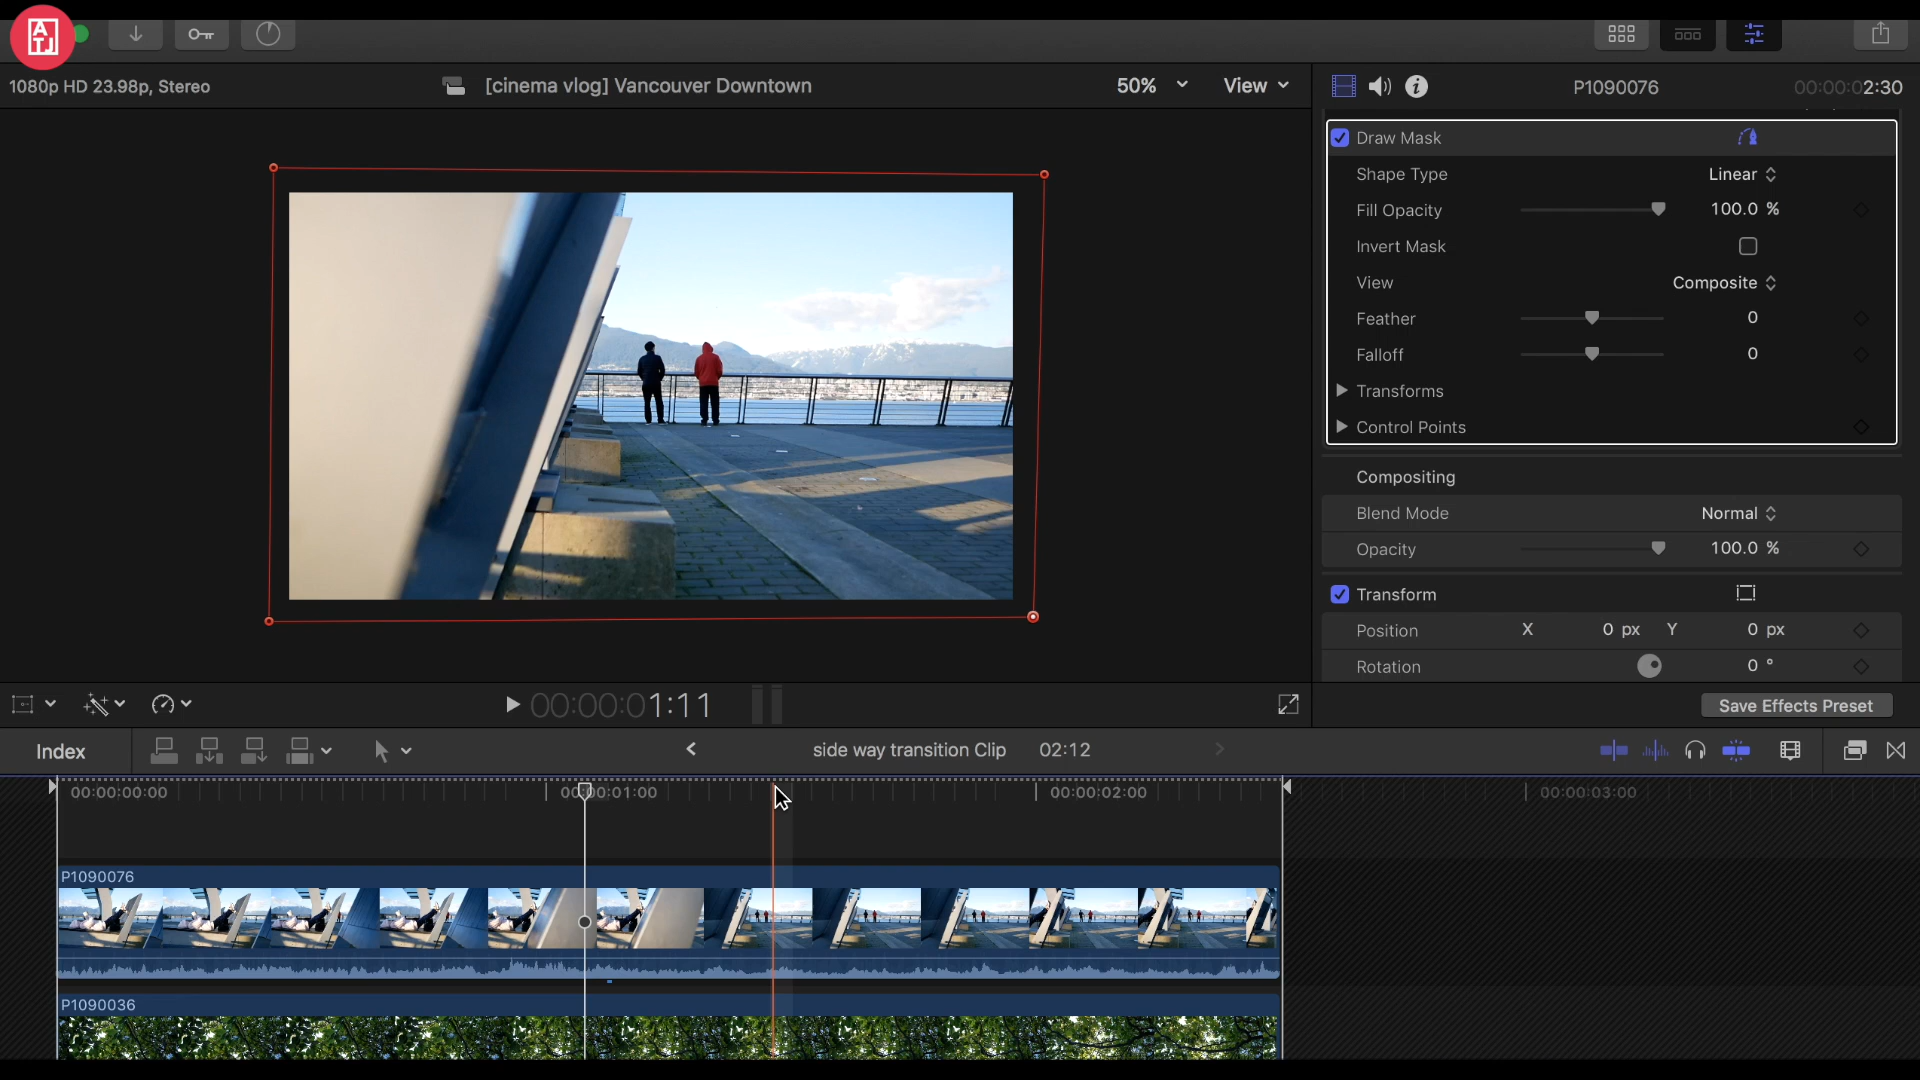 ATJ
1080p HD 23.98p, Stereo
[cinema vlog] Vancouver Downtown
50%
View
P1090076
00:00:02:30
Draw Mask
Shape Type
Linear
Fill Opacity
100.0 %
Invert Mask
View
Composite
Feather
0
Falloff
0
Transforms
Control Points
Compositing
Blend Mode
Normal
Opacity
100.0 %
Transform
Position
X 0 px Y 0 px
Rotation
0 °
00:00:01:11
Save Effects Preset
Index
side way transition Clip 02:12
00:00:00:00
00:00:01:00
00:00:02:00
00:00:03:00
P1090076
P1090036